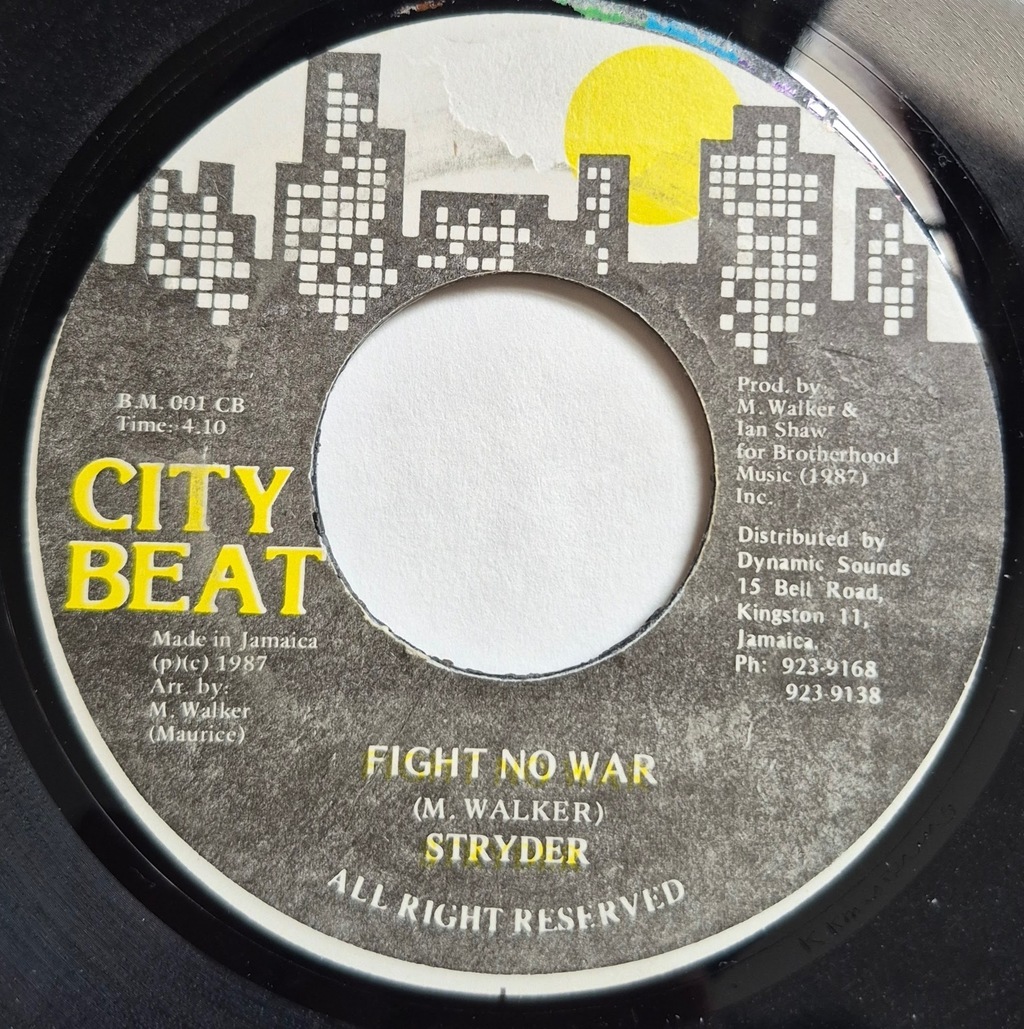 B.M. 001 CB
Time: 4.10
CITY
BEAT
Made in Jamaica
(p)(c) 1987
Arr. by:
M. Walker
(Maurice)
Prod. by
M. Walker &
Ian Shaw
for Brotherhood
Music (1987)
Inc.
Distributed by
Dynamic Sounds
15 Bell Road,
Kingston 11,
Jamaica.
Ph: 923-9168
923-9138
FIGHT NO WAR
(M. WALKER)
STRYDER
ALL RIGHT RESERVED